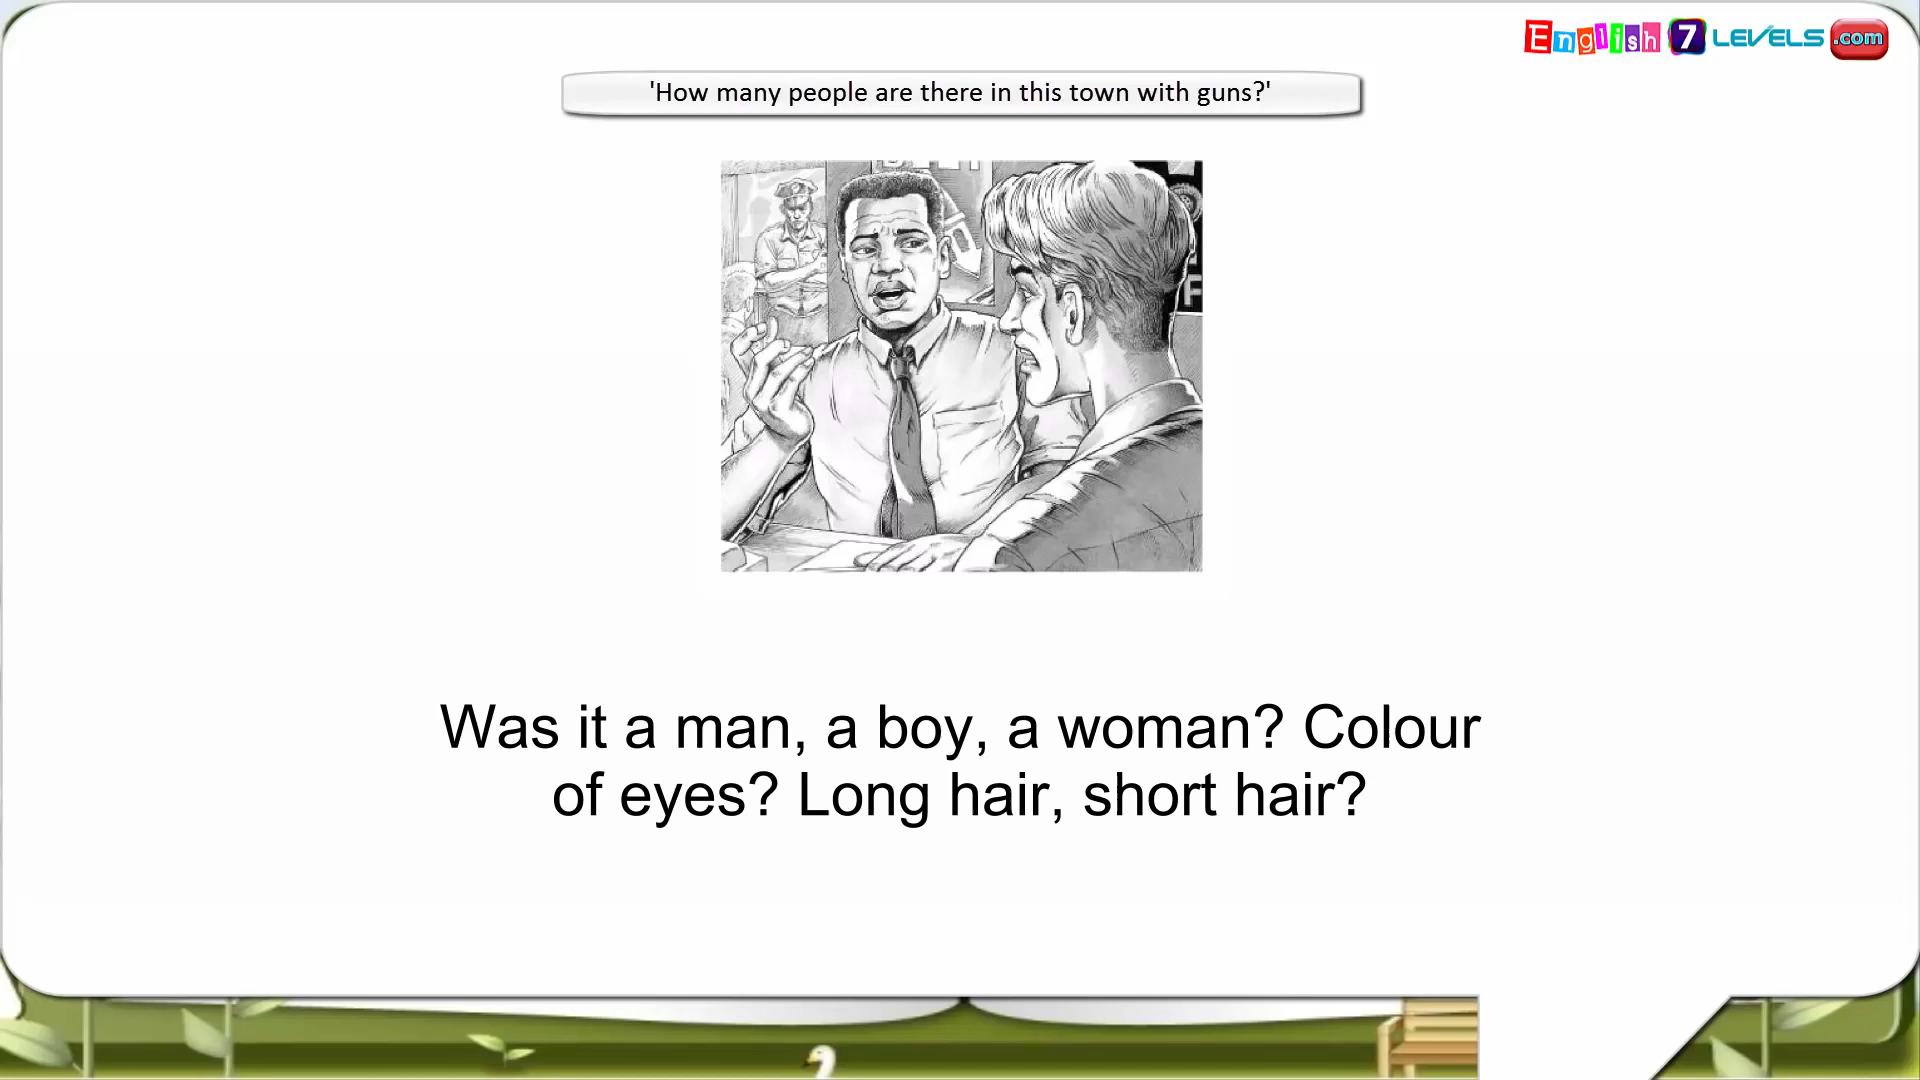 English 7 LEVELS .com
'How many people are there in this town with guns?'
Was it a man, a boy, a woman? Colour
of eyes? Long hair, short hair?